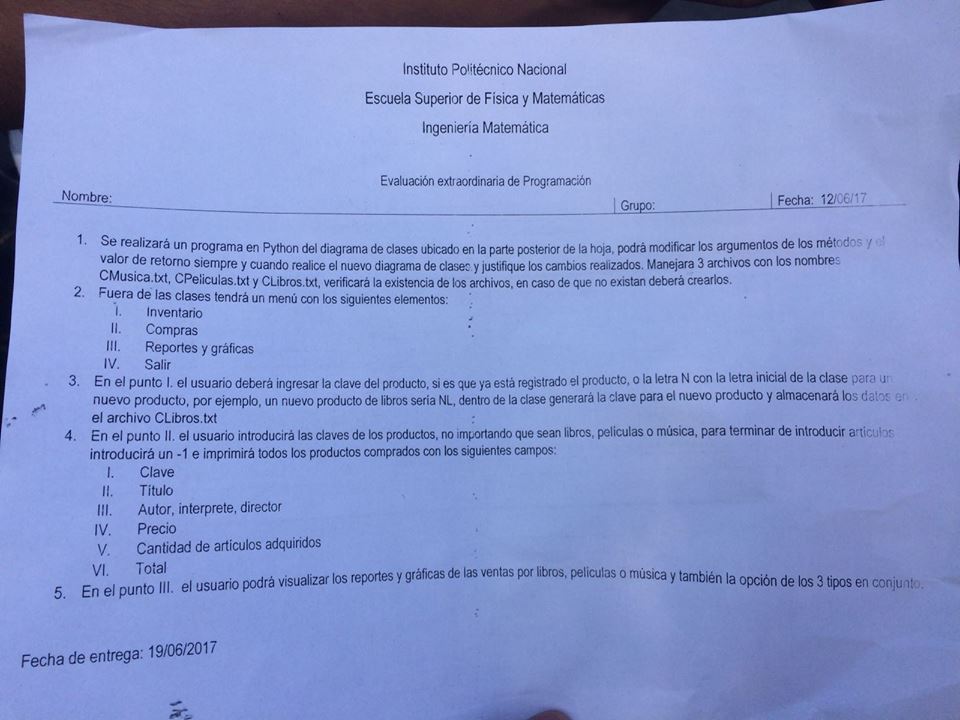 Instituto Politécnico Nacional
Escuela Superior de Física y Matemáticas
Ingeniería Matemática
Evaluación extraordinaria de Programación
Nombre: Grupo: Fecha: 12/06/17
1. Se realizará un programa en Python del diagrama de clases ubicado en la parte posterior de la hoja, podrá modificar los argumentos de los métodos y el
valor de retorno siempre y cuando realice el nuevo diagrama de clases y justifique los cambios realizados. Manejara 3 archivos con los nombres
CMusica.txt, CPeliculas.txt y CLibros.txt, verificará la existencia de los archivos, en caso de que no existan deberá crearlos.
2. Fuera de las clases tendrá un menú con los siguientes elementos:
I. Inventario
II. Compras
III. Reportes y gráficas
IV. Salir
3. En el punto I. el usuario deberá ingresar la clave del producto, si es que ya está registrado el producto, o la letra N con la letra inicial de la clase para un
nuevo producto, por ejemplo, un nuevo producto de libros sería NL, dentro de la clase generará la clave para el nuevo producto y almacenará los datos en
el archivo CLibros.txt
4. En el punto II. el usuario introducirá las claves de los productos, no importando que sean libros, películas o música, para terminar de introducir artículos
introducirá un -1 e imprimirá todos los productos comprados con los siguientes campos:
I. Clave
II. Título
III. Autor, interprete, director
IV. Precio
V. Cantidad de artículos adquiridos
VI. Total
5. En el punto III. el usuario podrá visualizar los reportes y gráficas de las ventas por libros, películas o música y también la opción de los 3 tipos en conjunto.
Fecha de entrega: 19/06/2017